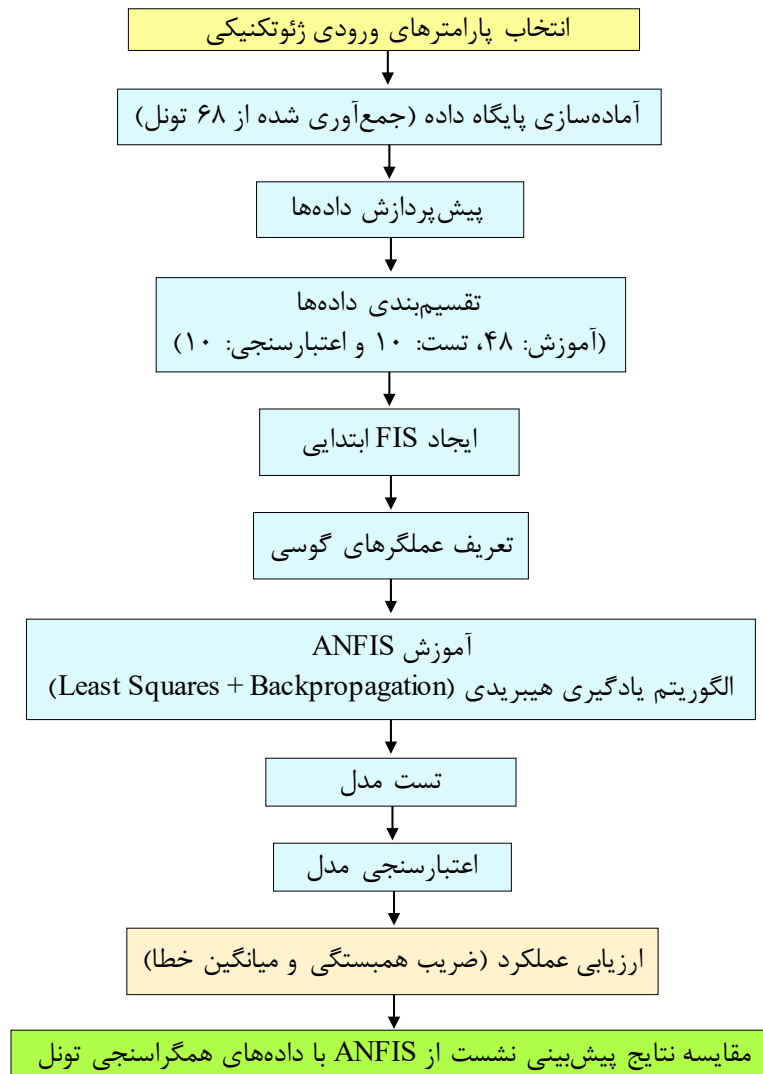 انتخاب پارامترهای ورودی ژئوتکنیکی
آماده‌سازی پایگاه داده (جمع‌آوری شده از ۶۸ تونل)
پیش‌پردازش داده‌ها
تقسیم‌بندی داده‌ها
(آموزش: ۴۸، تست: ۱۰ و اعتبارسنجی: ۱۰)
ایجاد FIS ابتدایی
تعریف عملگرهای گوسی
آموزش ANFIS
الگوریتم یادگیری هیبریدی (Least Squares + Backpropagation)
تست مدل
اعتبارسنجی مدل
ارزیابی عملکرد (ضریب همبستگی و میانگین خطا)
مقایسه نتایج پیش‌بینی نشست از ANFIS با داده‌های همگراسنجی تونل